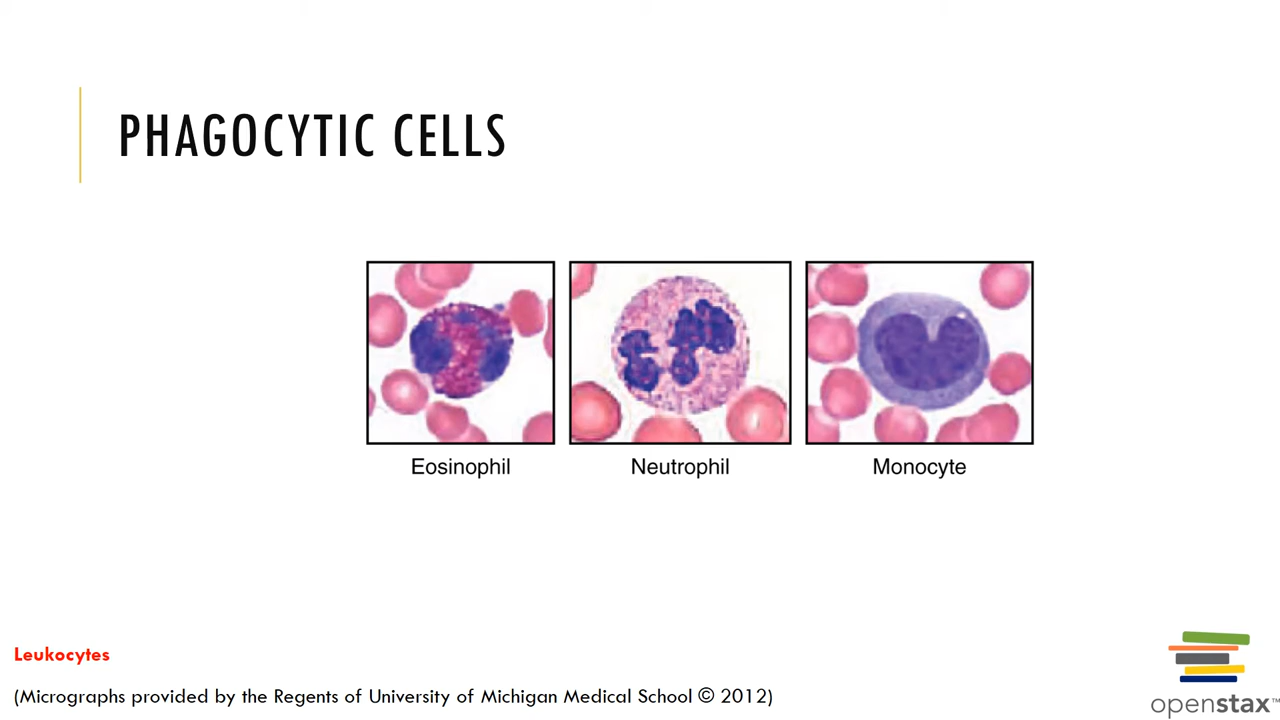 PHAGOCYTIC CELLS
Eosinophil
Neutrophil
Monocyte
Leukocytes
(Micrographs provided by the Regents of University of Michigan Medical School © 2012)
openstax™